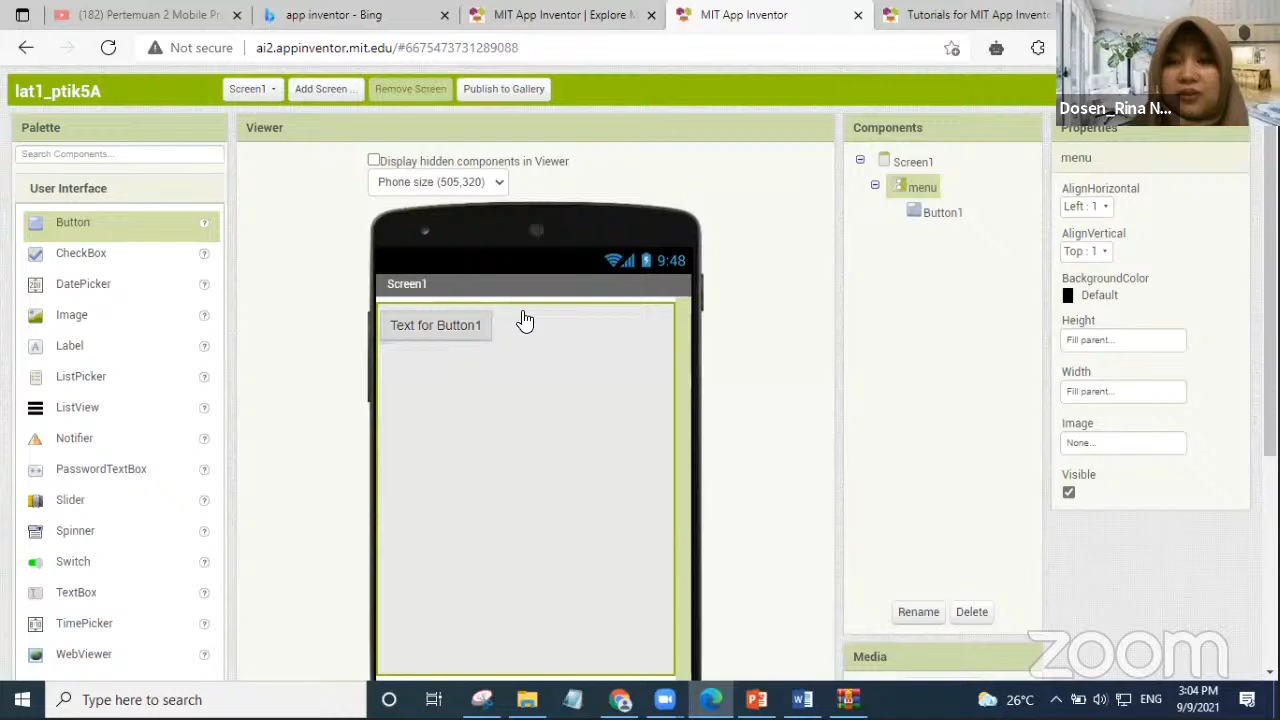 (182) Pertemuan 2 Mobile Pr
app inventor - Bing
MIT App Inventor | Explore M
MIT App Inventor
Tutorials for MIT App Invent
Not secure
ai2.appinventor.mit.edu/#6675473731289088
Dosen_Rina N...
lat1_ptik5A
Screen1
Add Screen ...
Remove Screen
Publish to Gallery
Palette
Search Components...
User Interface
Button
CheckBox
DatePicker
Image
Label
ListPicker
ListView
Notifier
PasswordTextBox
Slider
Spinner
Switch
TextBox
TimePicker
WebViewer
Viewer
Display hidden components in Viewer
Phone size (505,320)
9:48
Screen1
Text for Button1
Components
Screen1
menu
Button1
Rename
Delete
Media
Properties
menu
AlignHorizontal
Left : 1
AlignVertical
Top : 1
BackgroundColor
Default
Height
Fill parent...
Width
Fill parent...
Image
None...
Visible
zoom
Type here to search
26°C
ENG
3:04 PM
9/9/2021